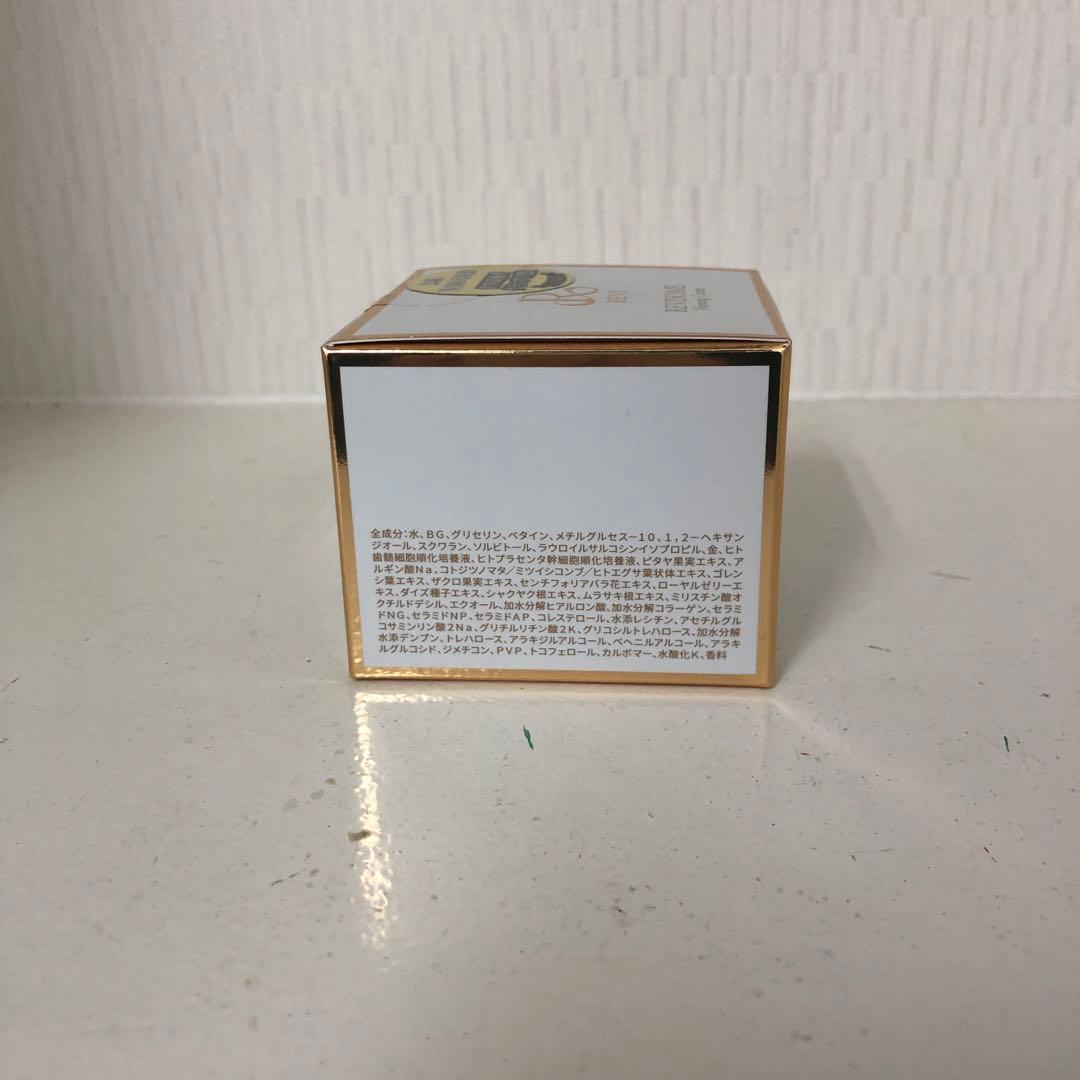 REVI
全成分:水、BG、グリセリン、ベタイン、メチルグルセス-10、1,2-ヘキサン
ジオール、スクワラン、ソルビトール、ラウロイルサルコシンイソプロピル、金、ヒト
歯髄細胞順化培養液、ヒトプラセンタ幹細胞順化培養液、ピタヤ果実エキス、ア
ルギン酸Na、コトジツノマタ/ミツイシコンブ/ヒトエグサ葉状体エキス、ゴレン
シ葉エキス、ザクロ果実エキス、センチフォリアバラ花エキス、ローヤルゼリーエ
キス、ダイズ種子エキス、シャクヤク根エキス、ムラサキ根エキス、ミリスチン酸オ
クチルドデシル、エクオール、加水分解ヒアルロン酸、加水分解コラーゲン、セラミ
ドNG、セラミドNP、セラミドAP、コレステロール、水添レシチン、アセチルグル
コサミンリン酸2Na、グリチルリチン酸2K、グリコシルトレハロース、加水分解
水添デンプン、トレハロース、アラキジルアルコール、ベヘニルアルコール、アラキ
ルグルコシド、ジメチコン、PVP、トコフェロール、カルボマー、水酸化K、香料